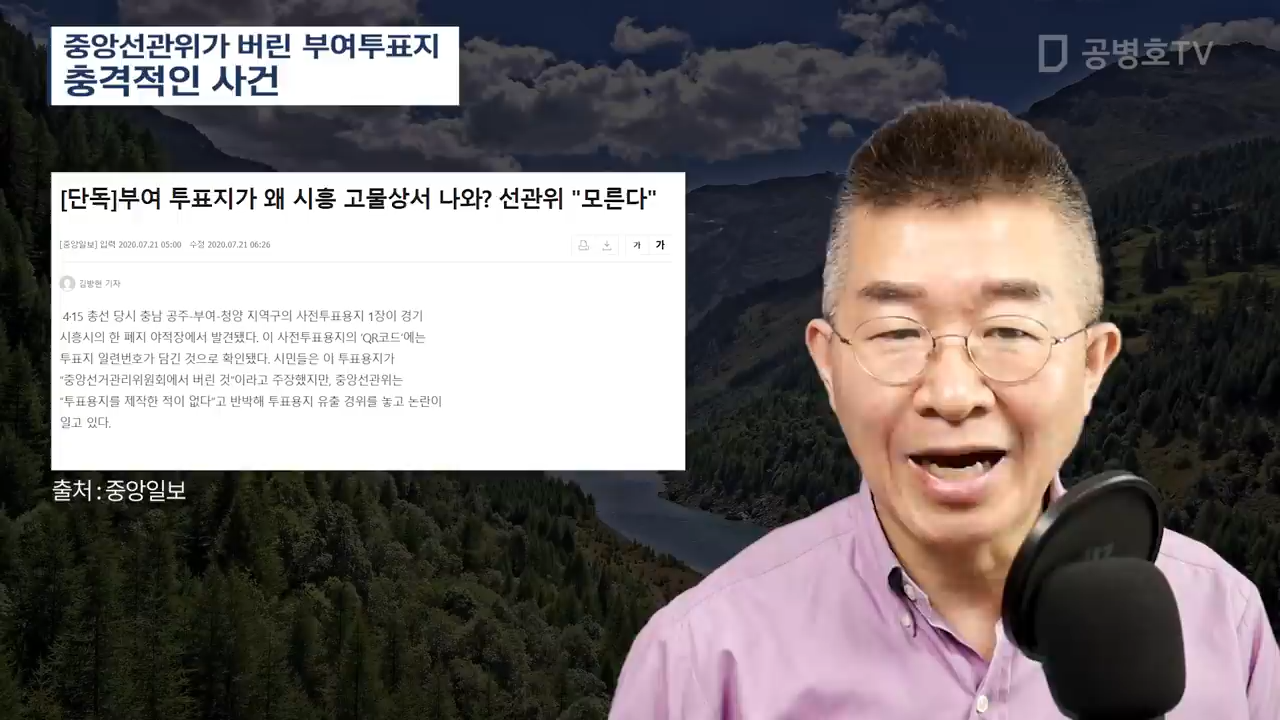 중앙선관위가 버린 부여투표지
충격적인 사건
공병호TV
[단독]부여 투표지가 왜 시흥 고물상서 나와? 선관위 "모른다"
[중앙일보] 입력 2020.07.21 05:00 수정 2020.07.21 06:26
가 가
김방현 기자
4·15 총선 당시 충남 공주·부여·청양 지역구의 사전투표용지 1장이 경기
시흥시의 한 폐지 야적장에서 발견됐다. 이 사전투표용지의 'QR코드'에는
투표지 일련번호가 담긴 것으로 확인됐다. 시민들은 이 투표용지가
"중앙선거관리위원회에서 버린 것"이라고 주장했지만, 중앙선관위는
"투표용지를 제작한 적이 없다"고 반박해 투표용지 유출 경위를 놓고 논란이
일고 있다.
출처 : 중앙일보